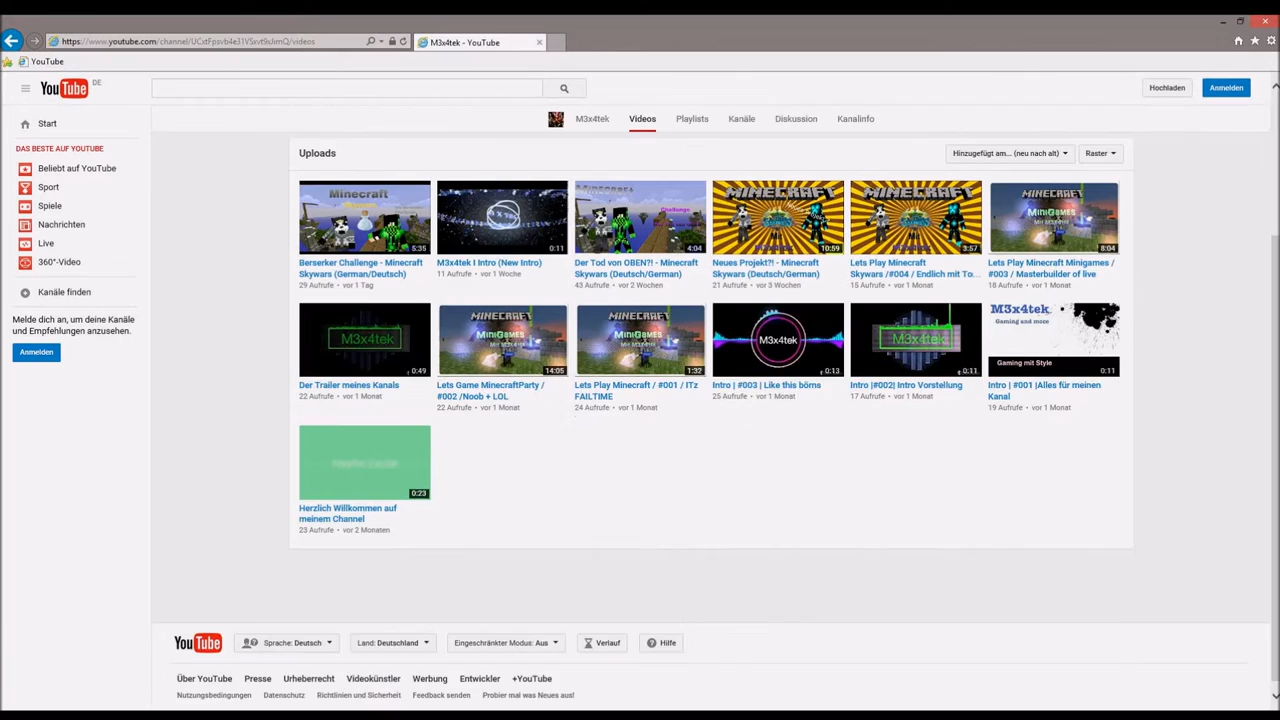 https://www.youtube.com/channel/UCxtFpsvb4e31VSxvt9xJimQ/videos
M3x4tek - YouTube
YouTube
YouTube DE
Hochladen
Anmelden
Start
M3x4tek
Videos
Playlists
Kanäle
Diskussion
Kanalinfo
DAS BESTE AUF YOUTUBE
Beliebt auf YouTube
Sport
Spiele
Nachrichten
Live
360°-Video
Kanäle finden
Melde dich an, um deine Kanäle
und Empfehlungen anzusehen.
Anmelden
Uploads
Hinzugefügt am... (neu nach alt)
Raster
Minecraft
5:35
Berserker Challenge - Minecraft
Skywars (German/Deutsch)
29 Aufrufe • vor 1 Tag
0:11
M3x4tek I Intro (New Intro)
11 Aufrufe • vor 1 Woche
MINECRAFT
Challenge
4:04
Der Tod von OBEN?! - Minecraft
Skywars (Deutsch/German)
43 Aufrufe • vor 2 Wochen
MINECRAFT
10:59
Neues Projekt?! - Minecraft
Skywars (Deutsch/German)
21 Aufrufe • vor 3 Wochen
MINECRAFT
3:57
Lets Play Minecraft
Skywars /#004 / Endlich mit To...
15 Aufrufe • vor 1 Monat
MINECRAFT
MINIGAMES
8:04
Lets Play Minecraft Minigames /
#003 / Masterbuilder of live
18 Aufrufe • vor 1 Monat
M3x4tek
0:49
Der Trailer meines Kanals
22 Aufrufe • vor 1 Monat
MINECRAFT
MINIGAMES
14:05
Lets Game MinecraftParty /
#002 /Noob + LOL
22 Aufrufe • vor 1 Monat
MINECRAFT
MINIGAMES
1:32
Lets Play Minecraft / #001 / ITz
FAILTIME
24 Aufrufe • vor 1 Monat
M3x4tek
0:13
Intro | #003 | Like this böms
25 Aufrufe • vor 1 Monat
M3x4tek
0:11
Intro |#002| Intro Vorstellung
17 Aufrufe • vor 1 Monat
M3x4tek
Gaming and more
Gaming mit Style
0:11
Intro | #001 |Alles für meinen
Kanal
19 Aufrufe • vor 1 Monat
0:23
Herzlich Willkommen auf
meinem Channel
23 Aufrufe • vor 2 Monaten
YouTube
Sprache: Deutsch
Land: Deutschland
Eingeschränkter Modus: Aus
Verlauf
Hilfe
Über YouTube
Presse
Urheberrecht
Videokünstler
Werbung
Entwickler
+YouTube
Nutzungsbedingungen
Datenschutz
Richtlinien und Sicherheit
Feedback senden
Probier mal was Neues aus!